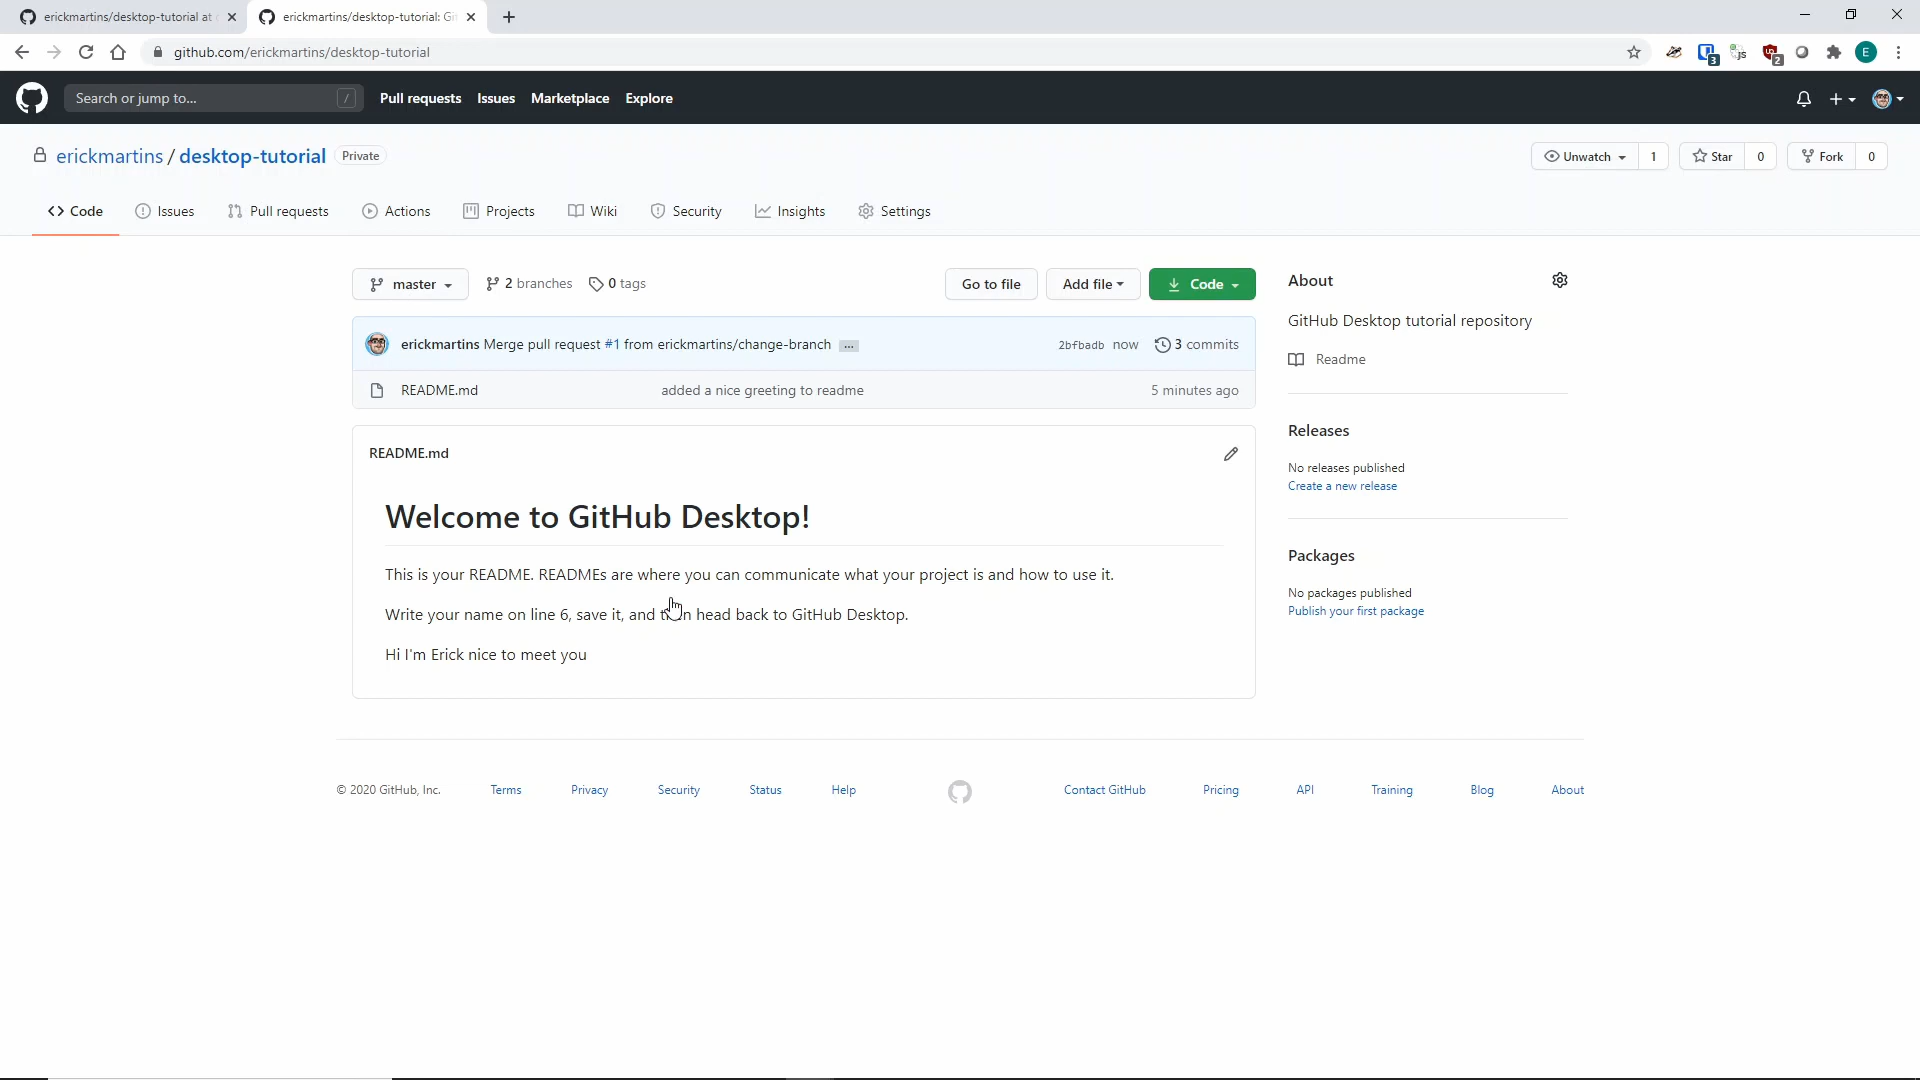 erickmartins/desktop-tutorial at
erickmartins/desktop-tutorial: Gi
github.com/erickmartins/desktop-tutorial
3
JS
2
E
Search or jump to...
/
Pull requests
Issues
Marketplace
Explore
erickmartins / desktop-tutorial
Private
Unwatch
1
Star
0
Fork
0
Code
Issues
Pull requests
Actions
Projects
Wiki
Security
Insights
Settings
master
2 branches
0 tags
Go to file
Add file
Code
About
GitHub Desktop tutorial repository
Readme
erickmartins Merge pull request #1 from erickmartins/change-branch ...
2bfbadb now
3 commits
README.md
added a nice greeting to readme
5 minutes ago
README.md
Welcome to GitHub Desktop!
This is your README. READMEs are where you can communicate what your project is and how to use it.
Write your name on line 6, save it, and then head back to GitHub Desktop.
Hi I'm Erick nice to meet you
Releases
No releases published
Create a new release
Packages
No packages published
Publish your first package
© 2020 GitHub, Inc.
Terms
Privacy
Security
Status
Help
Contact GitHub
Pricing
API
Training
Blog
About